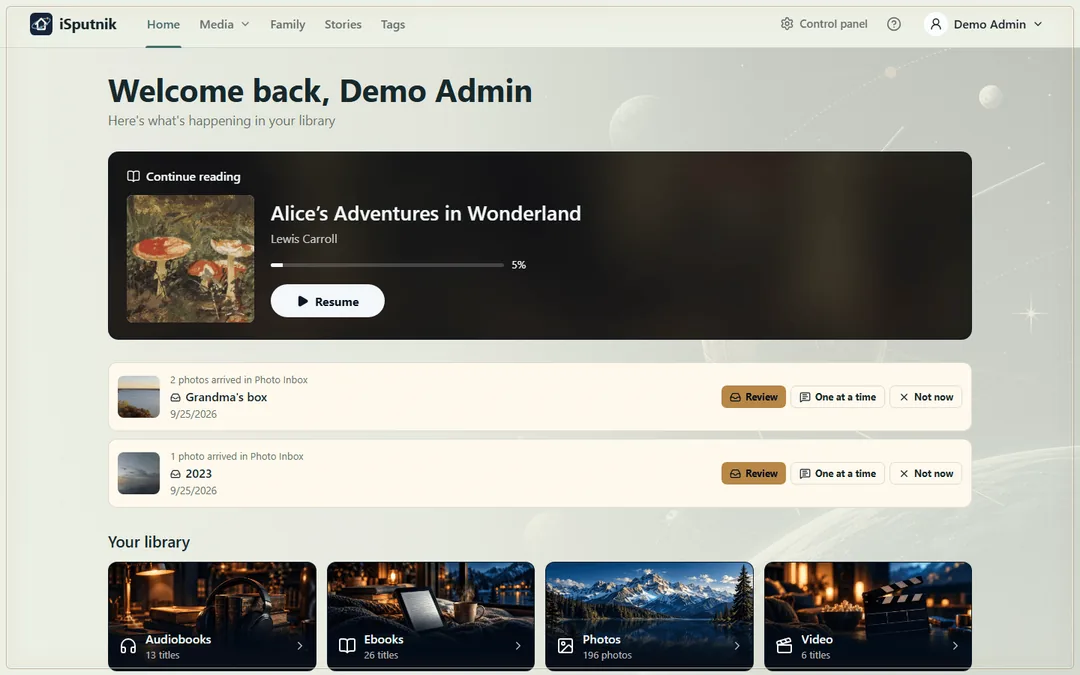 iSputnik
Home
Media
Family
Stories
Tags
Control panel
Demo Admin
Welcome back, Demo Admin
Here's what's happening in your library
Continue reading
Alice’s Adventures in Wonderland
Lewis Carroll
5%
Resume
2 photos arrived in Photo Inbox
Grandma's box
9/25/2026
Review
One at a time
Not now
1 photo arrived in Photo Inbox
2023
9/25/2026
Review
One at a time
Not now
Your library
Audiobooks
13 titles
Ebooks
26 titles
Photos
196 photos
Video
6 titles